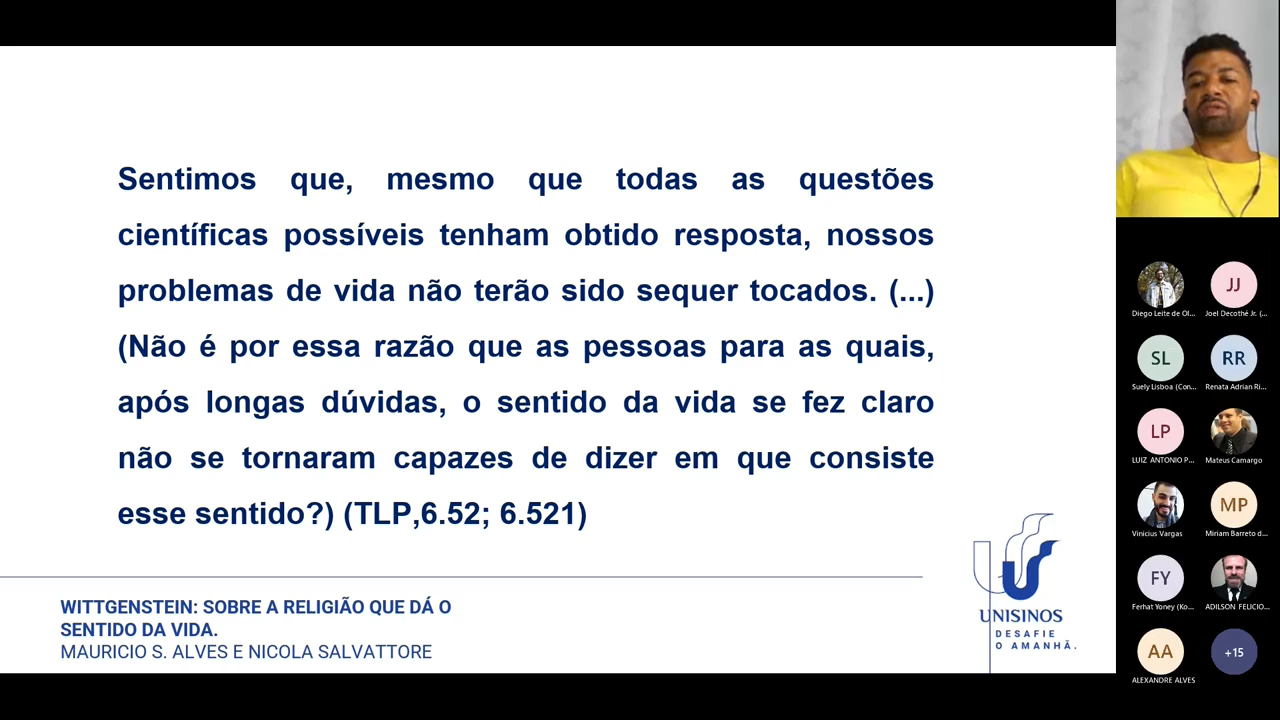 Sentimos que, mesmo que todas as questões
científicas possíveis tenham obtido resposta, nossos
problemas de vida não terão sido sequer tocados. (...)
(Não é por essa razão que as pessoas para as quais,
após longas dúvidas, o sentido da vida se fez claro
não se tornaram capazes de dizer em que consiste
esse sentido?) (TLP,6.52; 6.521)
WITTGENSTEIN: SOBRE A RELIGIÃO QUE DÁ O
SENTIDO DA VIDA.
MAURICIO S. ALVES E NICOLA SALVATTORE
UNISINOS
DESAFIE
O AMANHÃ.
JJ
Diego Leite de Ol... Joel Decothé Jr. (...
SL RR
Suely Lisboa (Con... Renata Adrian Ri...
LP
LUIZ ANTONIO P... Mateus Camargo
MP
Vinicius Vargas Miriam Barreto d...
FY
Ferhat Yoney (Ko... ADILSON FELICIO...
AA +15
ALEXANDRE ALVES